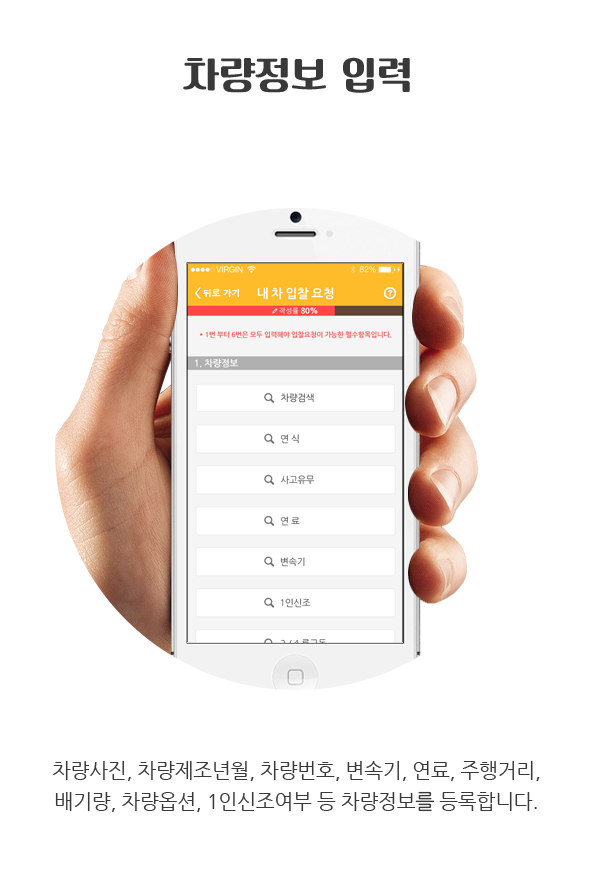 차량정보 입력
VIRGIN 82%
뒤로 가기 내 차 입찰 요청 ?
작성률 80%
* 1번 부터 6번은 모두 입력해야 입찰요청이 가능한 필수항목입니다.
1. 차량정보
차량검색
연 식
사고유무
연 료
변속기
1인신조
차량사진, 차량제조년월, 차량번호, 변속기, 연료, 주행거리,
배기량, 차량옵션, 1인신조여부 등 차량정보를 등록합니다.